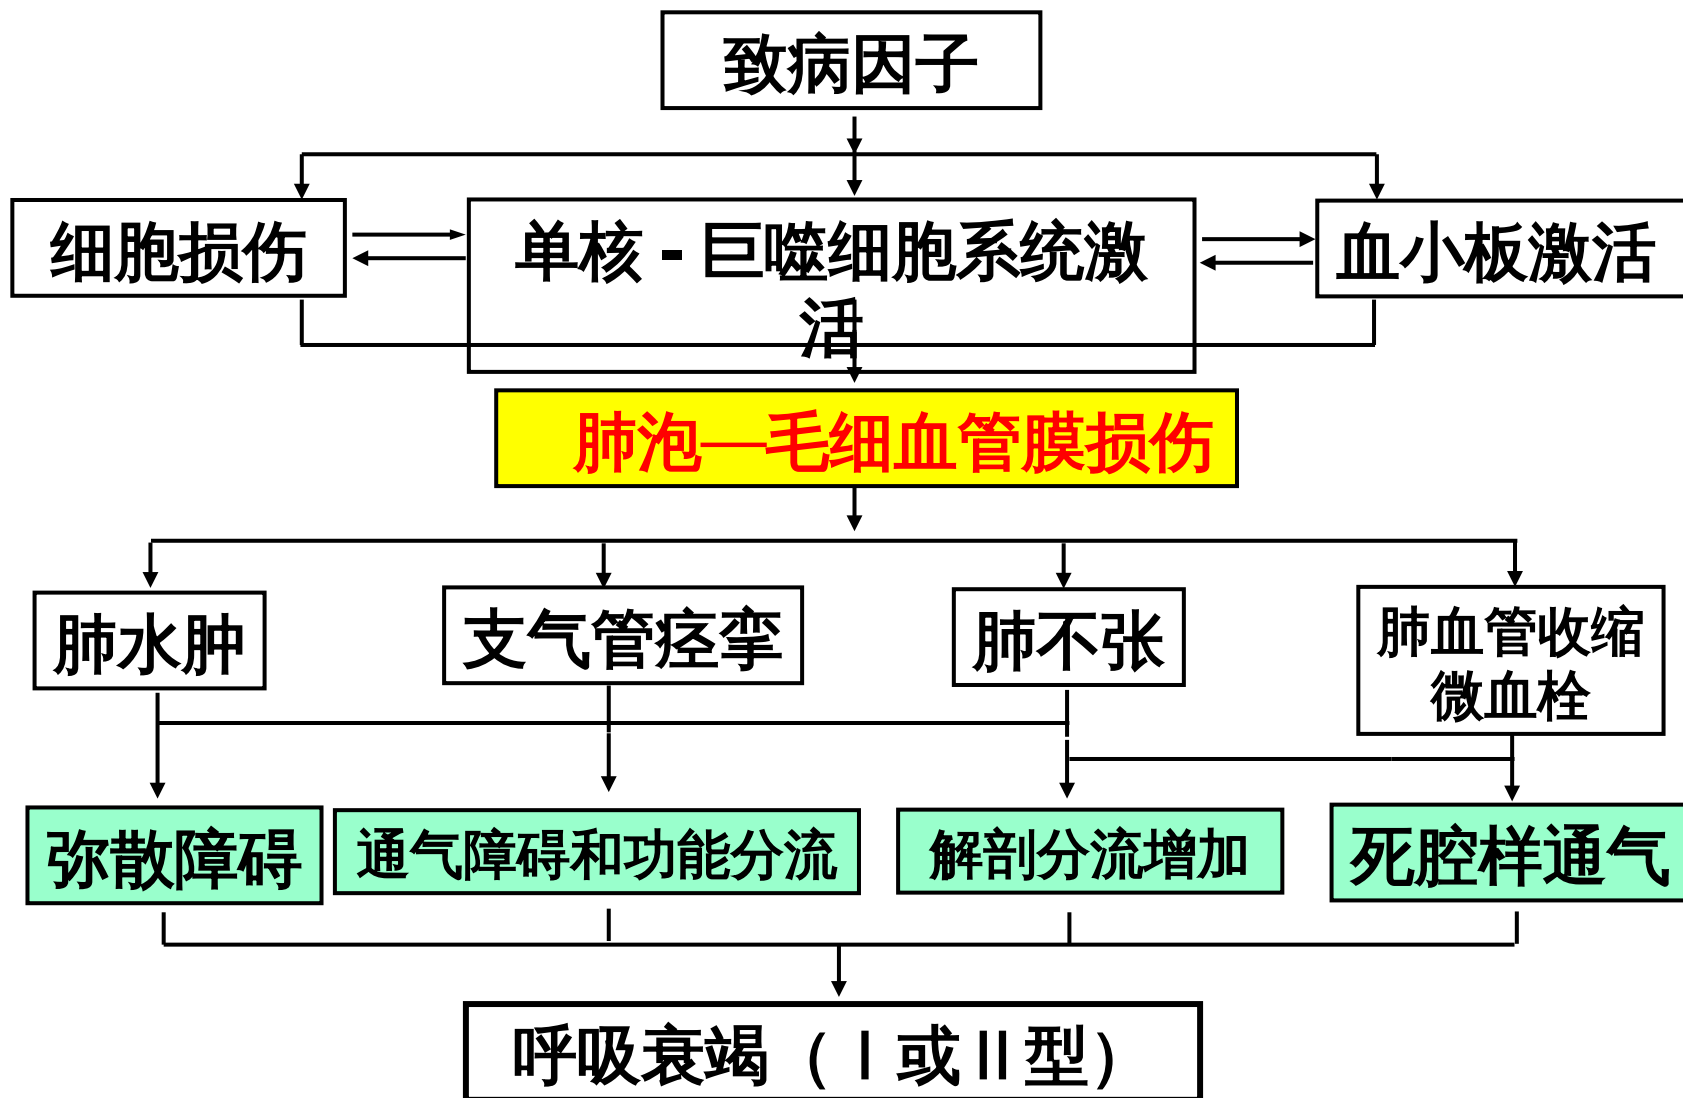 致病因子
细胞损伤
单核 - 巨噬细胞系统激
活
血小板激活
肺泡—毛细血管膜损伤
肺水肿
支气管痉挛
肺不张
肺血管收缩
微血栓
弥散障碍
通气障碍和功能分流
解剖分流增加
死腔样通气
呼吸衰竭（Ⅰ或Ⅱ型）